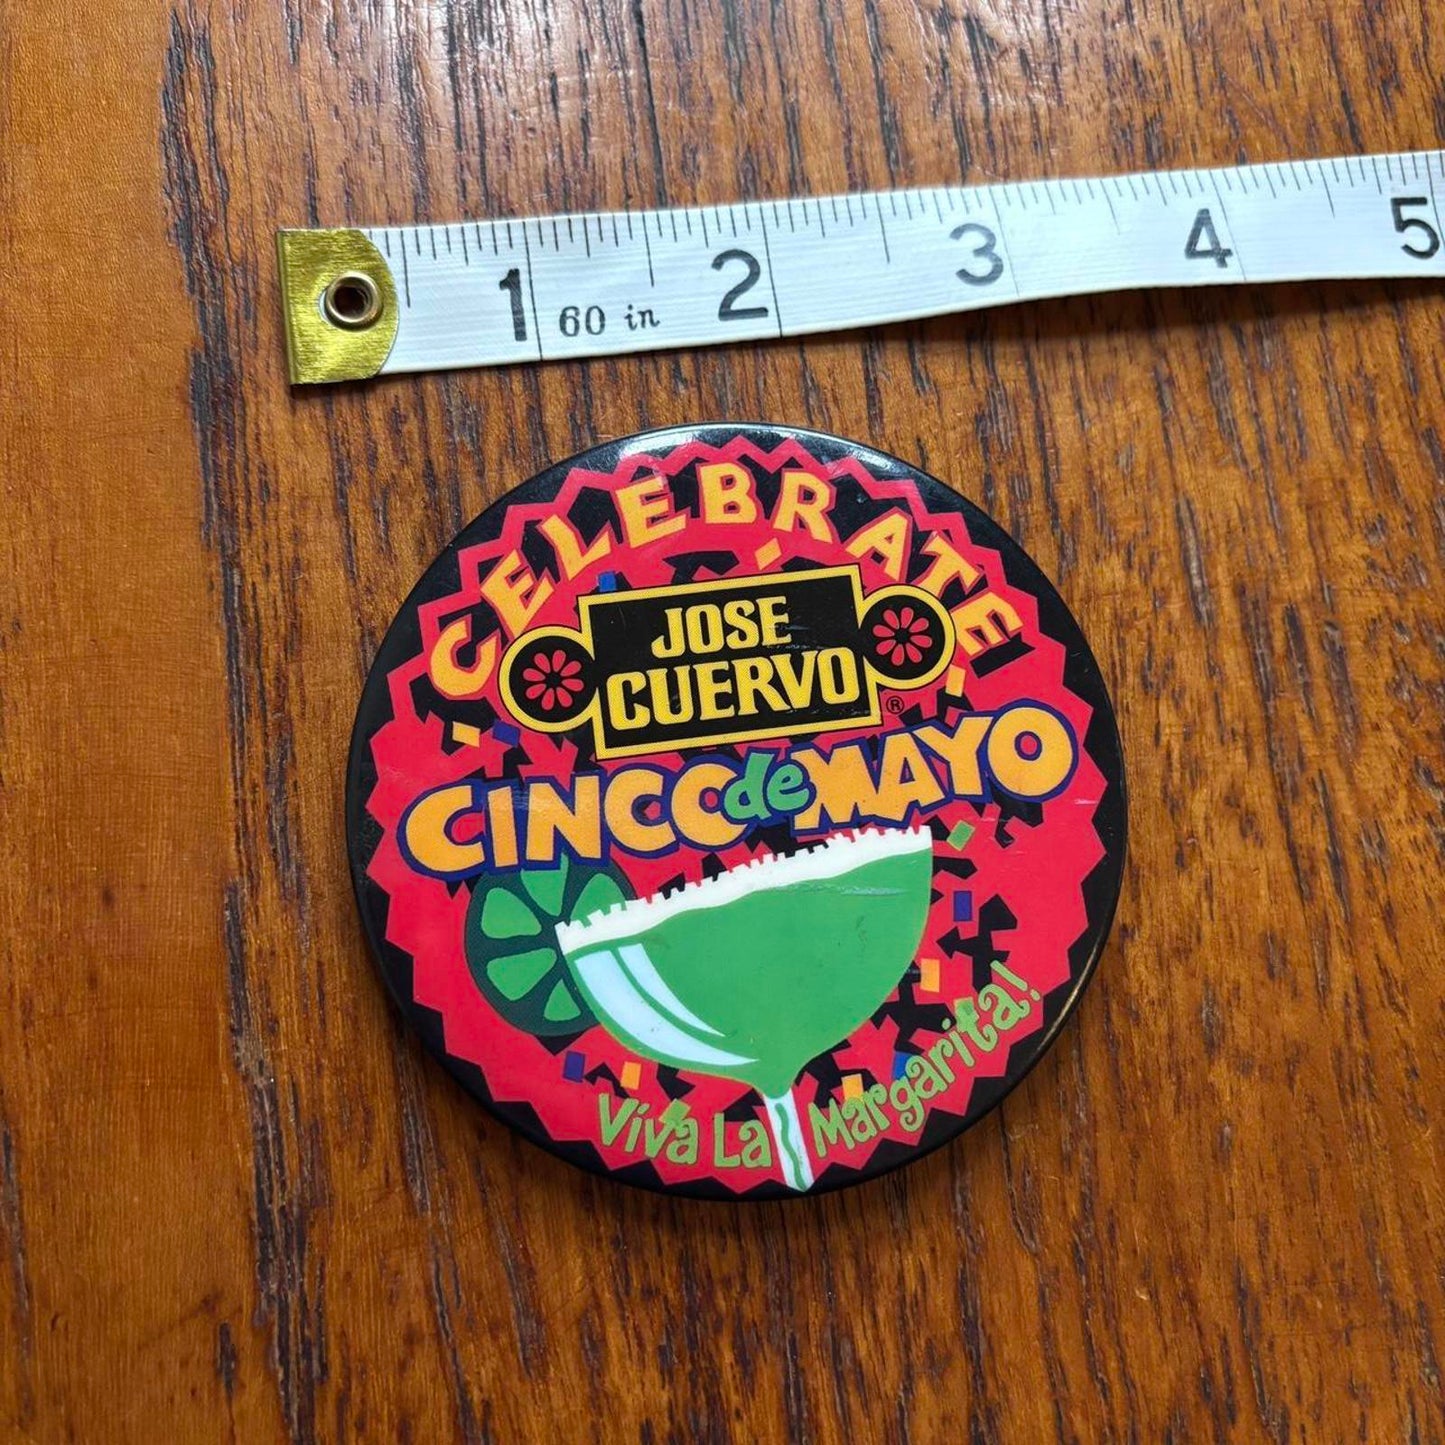 1 2 3 4 5
60 in
CELEBRATE
JOSE
CUERVO
®
CINCO de MAYO
Viva La Margarita!